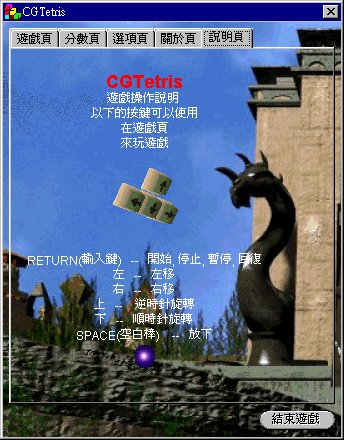 CGTetris
遊戲頁 分數頁 選項頁 關於頁 說明頁
CGTetris
遊戲操作說明
以下的按鍵可以使用
在遊戲頁
來玩遊戲
RETURN(輸入鍵) -- 開始, 停止, 暫停, 回復
左 -- 左移
右 -- 右移
上 -- 逆時針旋轉
下 -- 順時針旋轉
SPACE(空白棒) -- 放下
結束遊戲